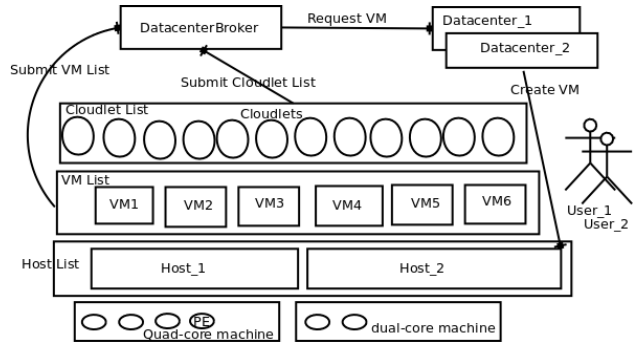 Request VM
Datacenter_1
DatacenterBroker
Datacenter_2
Submit VM List
Submit Cloudlet List
Create VM
Cloudlet List
Cloudlets
VM List
VM1
VM2
VM3
VM4
VM5
VM6
User_1
User_2
Host List
Host_1
Host_2
PE
Quad-core machine
dual-core machine